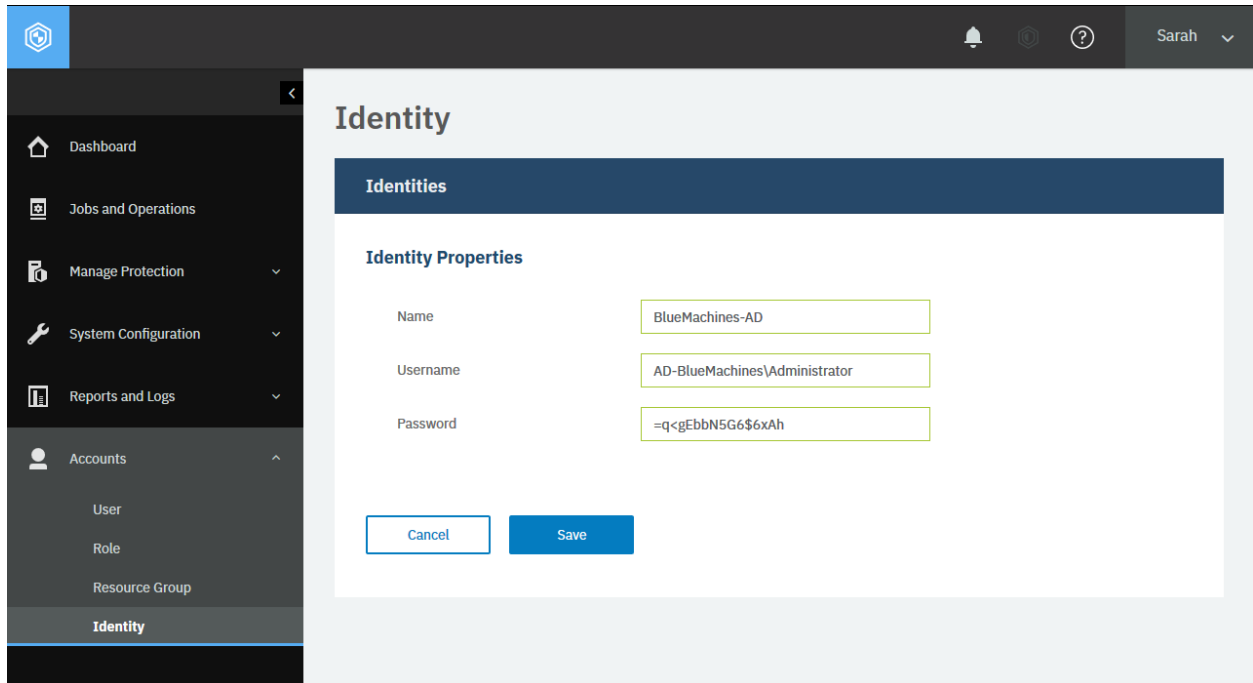 Sarah
Dashboard
Jobs and Operations
Manage Protection
System Configuration
Reports and Logs
Accounts
User
Role
Resource Group
Identity
Identity
Identities
Identity Properties
Name
BlueMachines-AD
Username
AD-BlueMachines\Administrator
Password
=q<gEbbN5G6$6xAh
Cancel
Save